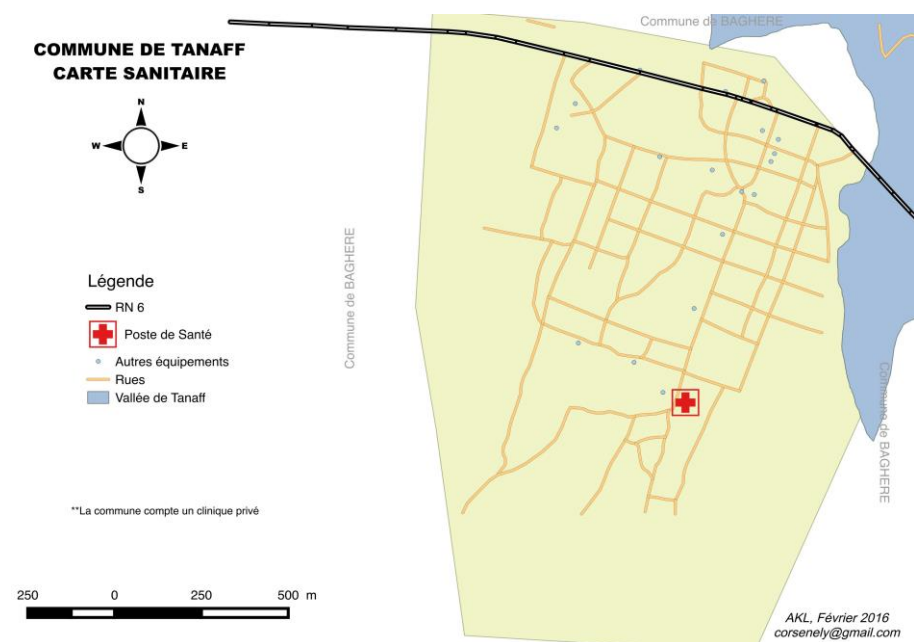 COMMUNE DE TANAFF
CARTE SANITAIRE
N
W
E
S
Commune de BAGHERE
Commune de BAGHERE
Commune de BAGHERE
Légende
RN 6
Poste de Santé
Autres équipements
Rues
Vallée de Tanaff
**La commune compte un clinique privé
250 0 250 500 m
AKL, Février 2016
corsenely@gmail.com